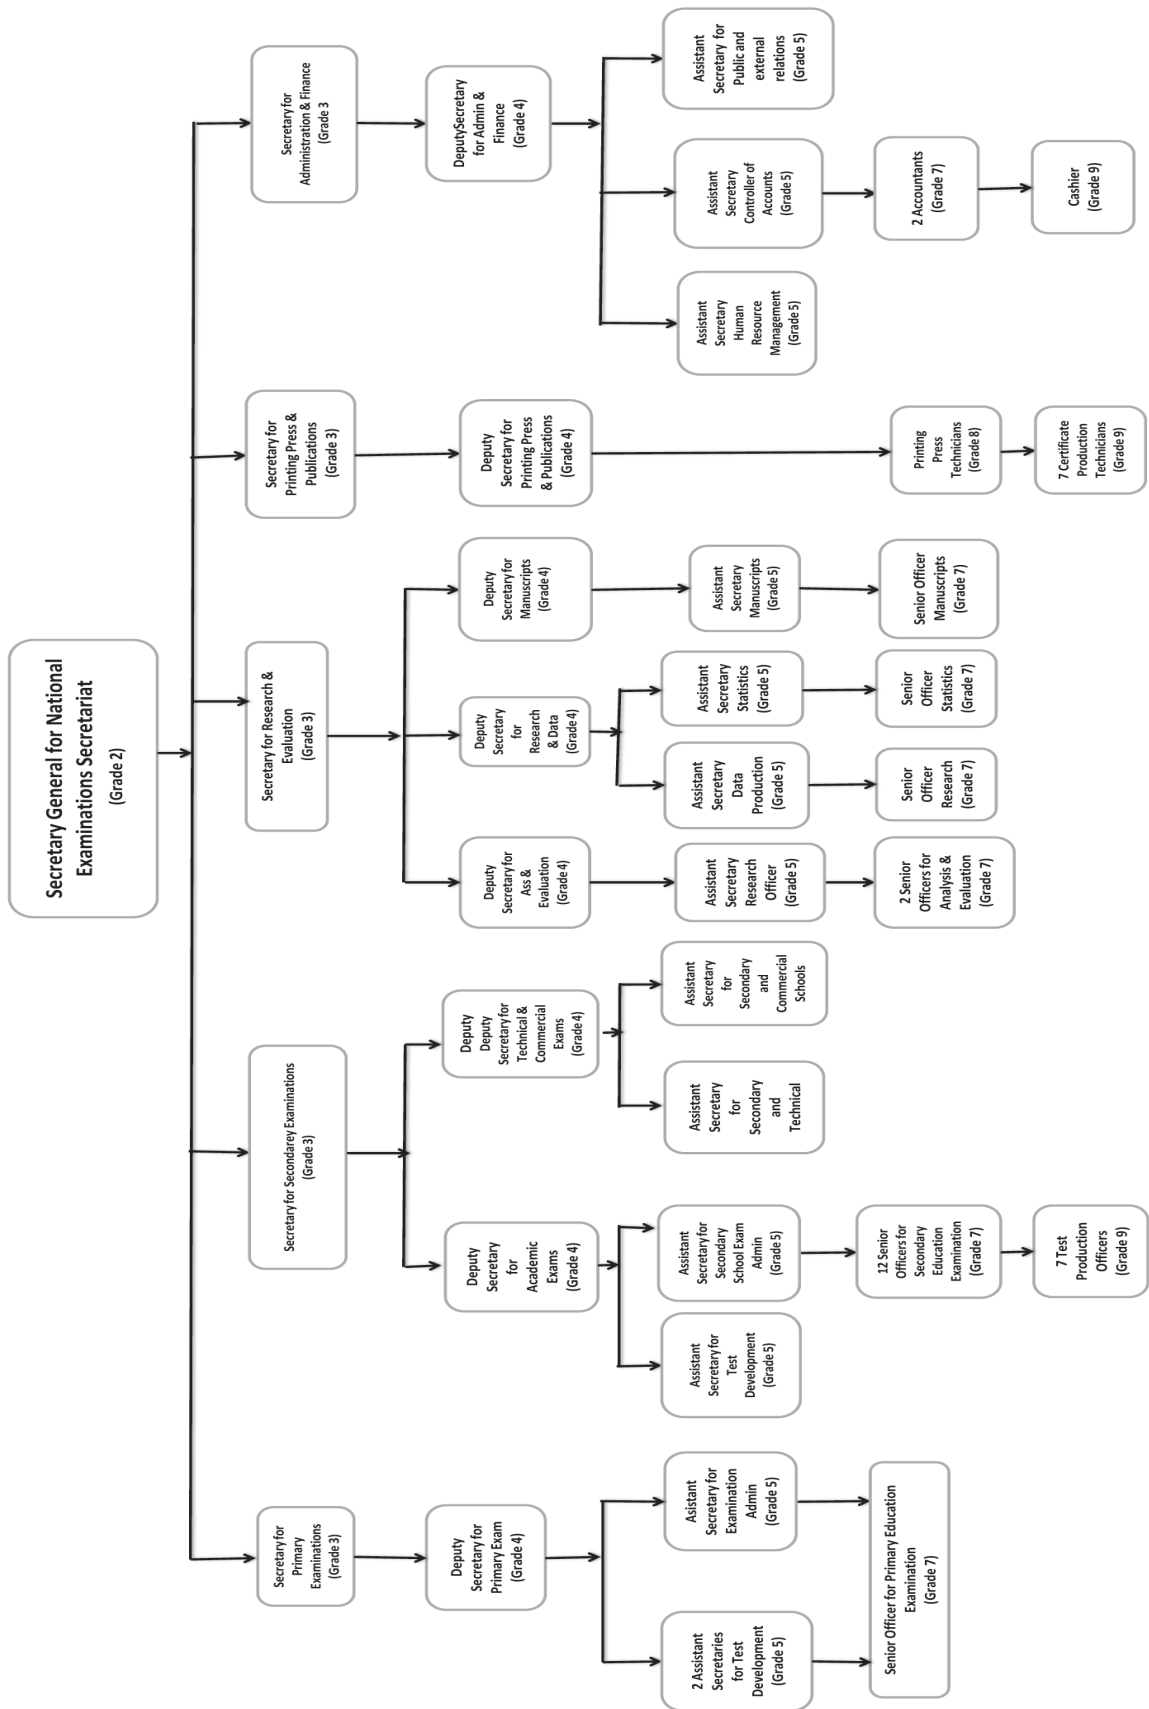 Secretary General for National
Examinations Secretariat
(Grade 2)
Secretary for
Primary
Examinations
(Grade 3)
Deputy
Secretary for
Primary Exam
(Grade 4)
2 Assistant
Secretaries
for Test
Development
(Grade 5)
Asistant
Secretary for
Examination
Admin
(Grade 5)
Senior Officer for Primary Education
Examination
(Grade 7)
Secretary for Secondarey Examinations
(Grade 3)
Deputy
Secretary
for
Academic
Exams
(Grade 4)
Assistant
Secretary for
Test
Development
(Grade 5)
Assistant
Secretary for
Secondary
School Exam
Admin
(Grade 5)
12 Senior
Officers for
Secondary
Education
Examination
(Grade 7)
7 Test
Production
Officers
(Grade 9)
Deputy
Deputy
Secretary for
Technical &
Commercial
Exams
(Grade 4)
Assistant
Secretary
for
Secondary
and
Technical
Assistant
Secretary
for
Secondary
and
Commercial
Schools
Secretary for Research &
Evaluation
(Grade 3)
Deputy
Secretary for
Ass &
Evaluation
(Grade 4)
Assistant
Secretary
Research
Officer
(Grade 5)
2 Senior
Officers for
Analysis &
Evaluation
(Grade 7)
Deputy
Secretary
for
Research
& Data
(Grade 4)
Assistant
Secretary
Data
Production
(Grade 5)
Senior
Officer
Research
(Grade 7)
Assistant
Secretary
Statistics
(Grade 5)
Senior
Officer
Statistics
(Grade 7)
Deputy
Secretary for
Manuscripts
(Grade 4)
Assistant
Secretary
Manuscripts
(Grade 5)
Senior Officer
Manuscripts
(Grade 7)
Secretary for
Printing Press &
Publications
(Grade 3)
Deputy
Secretary for
Printing Press
& Publications
(Grade 4)
Printing
Press
Technicians
(Grade 8)
7 Certificate
Production
Technicians
(Grade 9)
Secretary for
Administration & Finance
(Grade 3
DeputySecretary
for Admin &
Finance
(Grade 4)
Assistant
Secretary
Human
Resource
Management
(Grade 5)
Assistant
Secretary
Controller of
Accounts
(Grade 5)
2 Accountants
(Grade 7)
Cashier
(Grade 9)
Assistant
Secretary for
Public and
external
relations
(Grade 5)